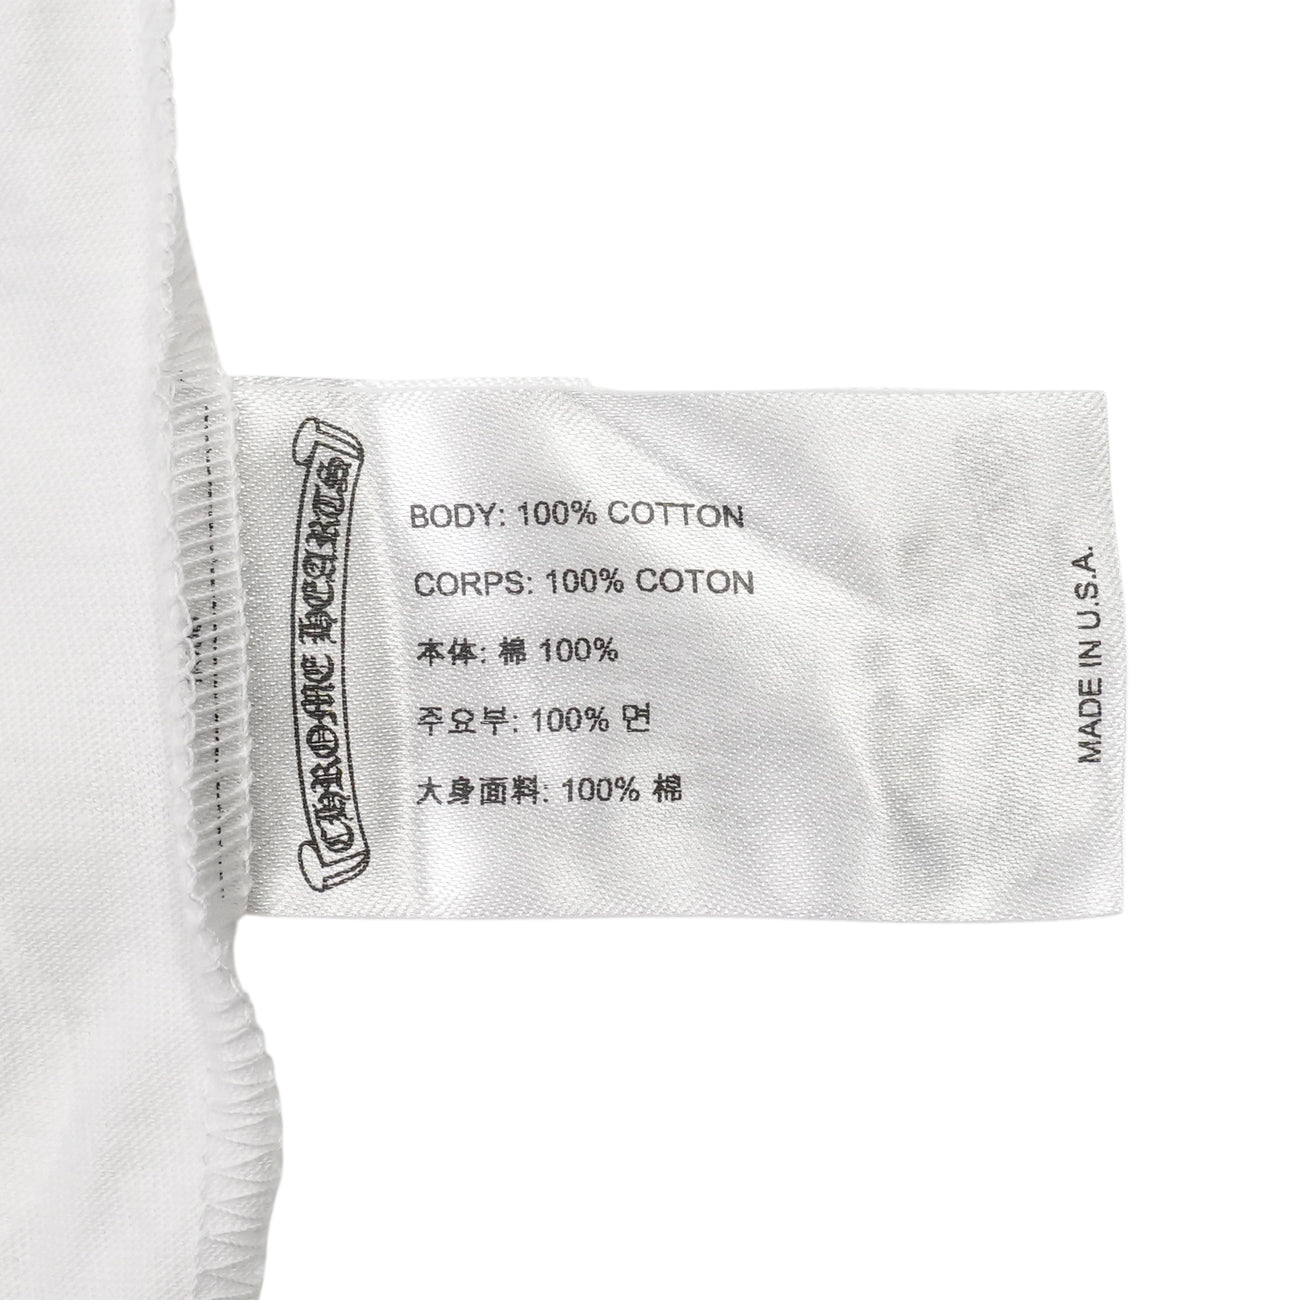 CHROME HEARTS
BODY: 100% COTTON
CORPS: 100% COTON
本体: 棉 100%
주요부: 100% 면
大身面料: 100% 棉
MADE IN U.S.A.